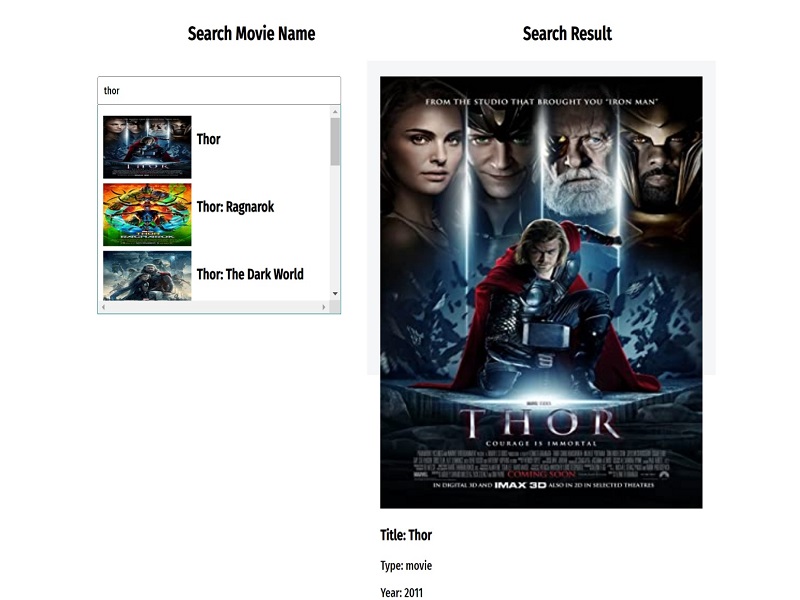 Search Movie Name
Search Result
thor
Thor
Thor: Ragnarok
Thor: The Dark World
FROM THE STUDIO THAT BROUGHT YOU "IRON MAN"
THOR
COURAGE IS IMMORTAL
COMING SOON
IN DIGITAL 3D AND IMAX 3D ALSO IN 2D IN SELECTED THEATRES
Title: Thor
Type: movie
Year: 2011